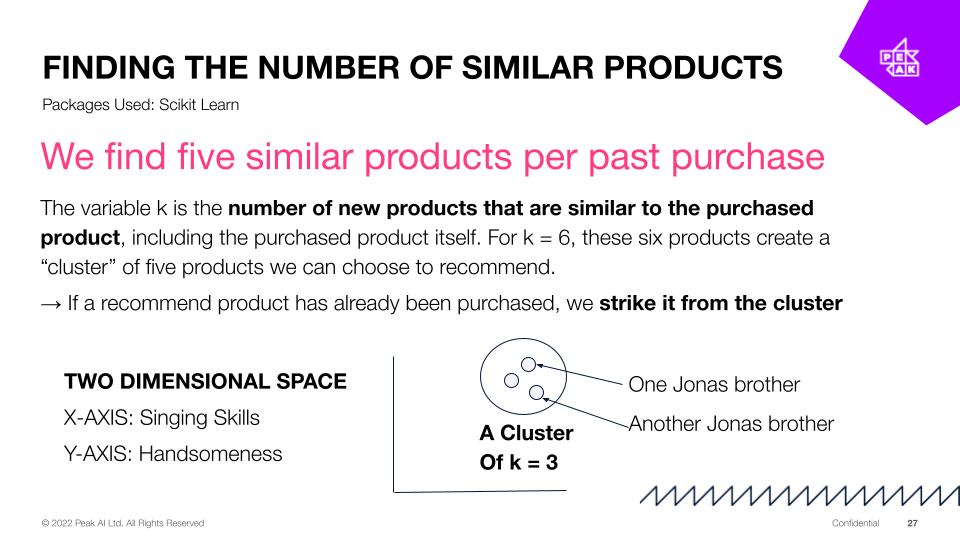 FINDING THE NUMBER OF SIMILAR PRODUCTS
PEAK
Packages Used: Scikit Learn
We find five similar products per past purchase
The variable k is the number of new products that are similar to the purchased
product, including the purchased product itself. For k = 6, these six products create a
“cluster” of five products we can choose to recommend.
→ If a recommend product has already been purchased, we strike it from the cluster
TWO DIMENSIONAL SPACE
X-AXIS: Singing Skills
Y-AXIS: Handsomeness
One Jonas brother
Another Jonas brother
A Cluster
Of k = 3
© 2022 Peak AI Ltd. All Rights Reserved
Confidential 27